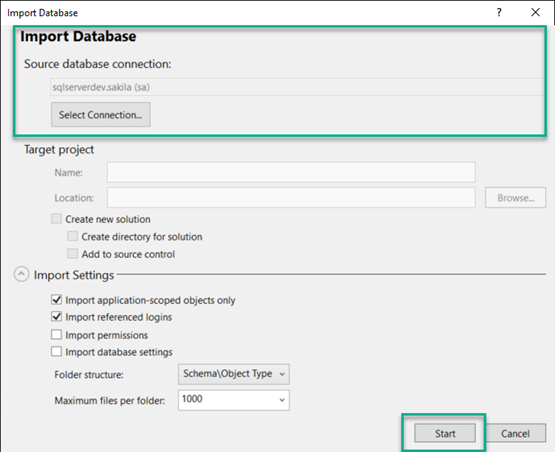 Import Database
?
Import Database
Source database connection:
sqlserverdev.sakila (sa)
Select Connection...
Target project
Name:
Location:
Browse...
Create new solution
Create directory for solution
Add to source control
Import Settings
Import application-scoped objects only
Import referenced logins
Import permissions
Import database settings
Folder structure: Schema\Object Type
Maximum files per folder: 1000
Start Cancel